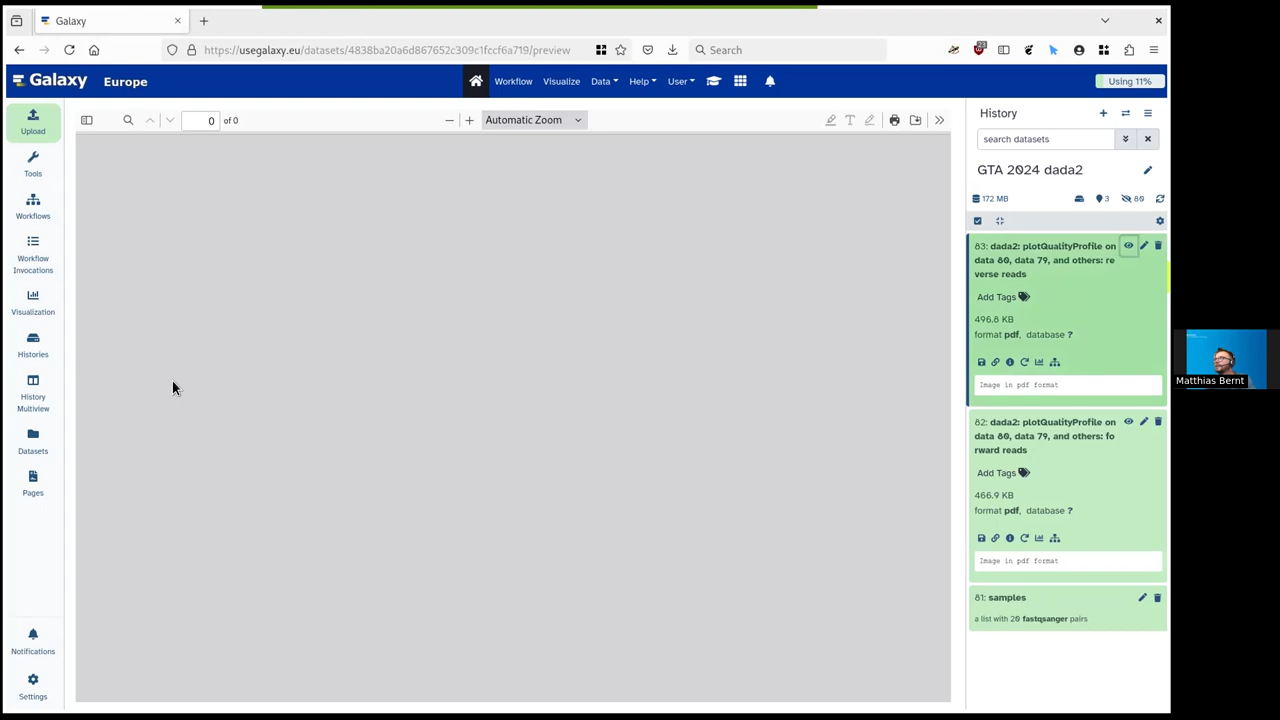 Galaxy
https://usegalaxy.eu/datasets/4838ba20a6d867652c309c1fccf6a719/preview
Search
Galaxy Europe
Workflow Visualize Data Help User
Using 11%
Upload
Tools
Workflows
Workflow
Invocations
Visualization
Histories
History
Multiview
Datasets
Pages
Notifications
Settings
0 of 0
Automatic Zoom
History
search datasets
GTA 2024 dada2
172 MB 3 80
83: dada2: plotQualityProfile on
data 80, data 79, and others: re
verse reads
Add Tags
496.8 KB
format pdf, database ?
Image in pdf format
82: dada2: plotQualityProfile on
data 80, data 79, and others: fo
rward reads
Add Tags
466.9 KB
format pdf, database ?
Image in pdf format
81: samples
a list with 20 fastqsanger pairs
Matthias Bernt